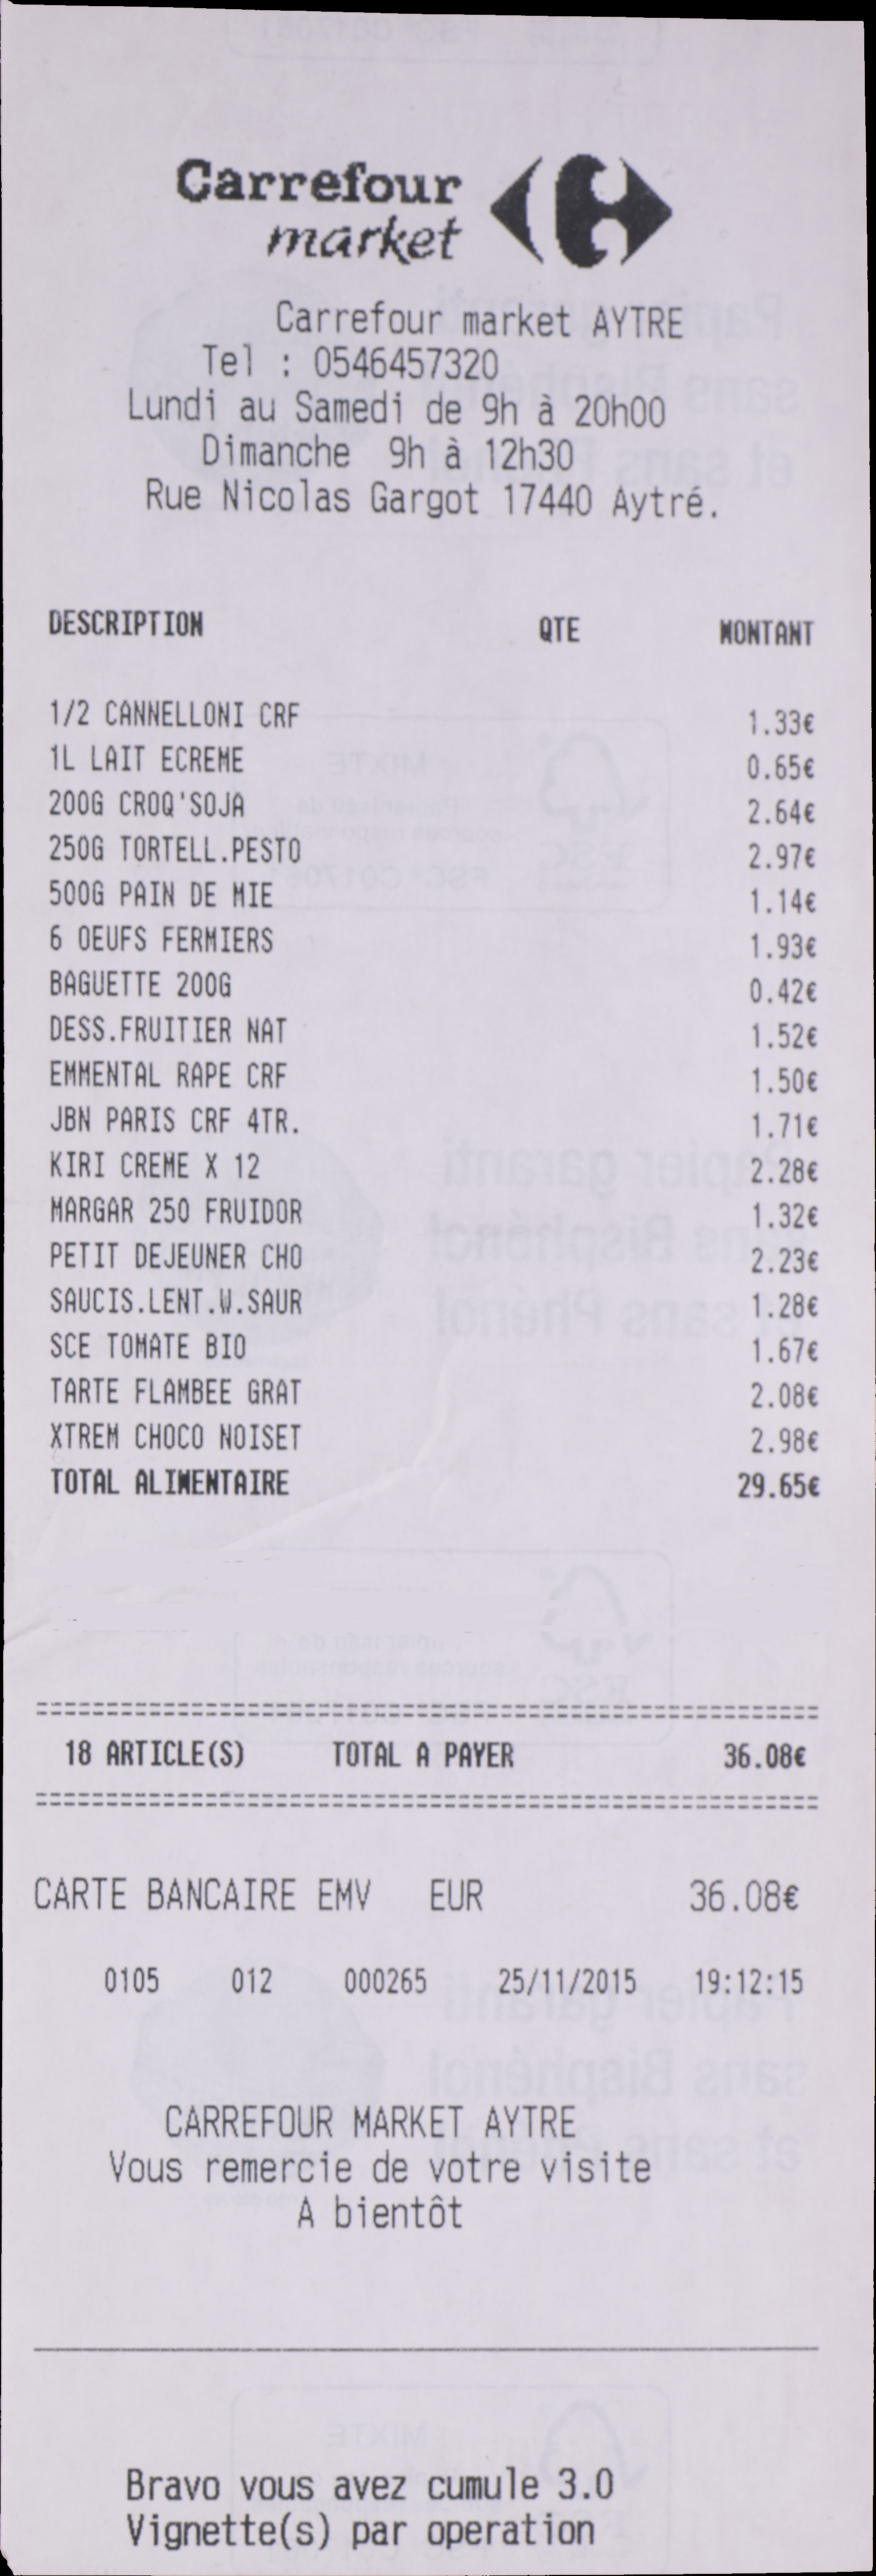 Carrefour
market
Carrefour market AYTRE
Tel : 0546457320
Lundi au Samedi de 9h à 20h00
Dimanche 9h à 12h30
Rue Nicolas Gargot 17440 Aytré.
DESCRIPTION QTE MONTANT
1/2 CANNELLONI CRF 1.33€
1L LAIT ECREME 0.65€
200G CROQ'SOJA 2.64€
250G TORTELL.PESTO 2.97€
500G PAIN DE MIE 1.14€
6 OEUFS FERMIERS 1.93€
BAGUETTE 200G 0.42€
DESS.FRUITIER NAT 1.52€
EMMENTAL RAPE CRF 1.50€
JBN PARIS CRF 4TR. 1.71€
KIRI CREME X 12 2.28€
MARGAR 250 FRUIDOR 1.32€
PETIT DEJEUNER CHO 2.23€
SAUCIS.LENT.W.SAUR 1.28€
SCE TOMATE BIO 1.67€
TARTE FLAMBEE GRAT 2.08€
XTREM CHOCO NOISET 2.98€
TOTAL ALIMENTAIRE 29.65€
18 ARTICLE(S) TOTAL A PAYER 36.08€
CARTE BANCAIRE EMV EUR 36.08€
0105 012 000265 25/11/2015 19:12:15
CARREFOUR MARKET AYTRE
Vous remercie de votre visite
A bientôt
Bravo vous avez cumule 3.0
Vignette(s) par operation